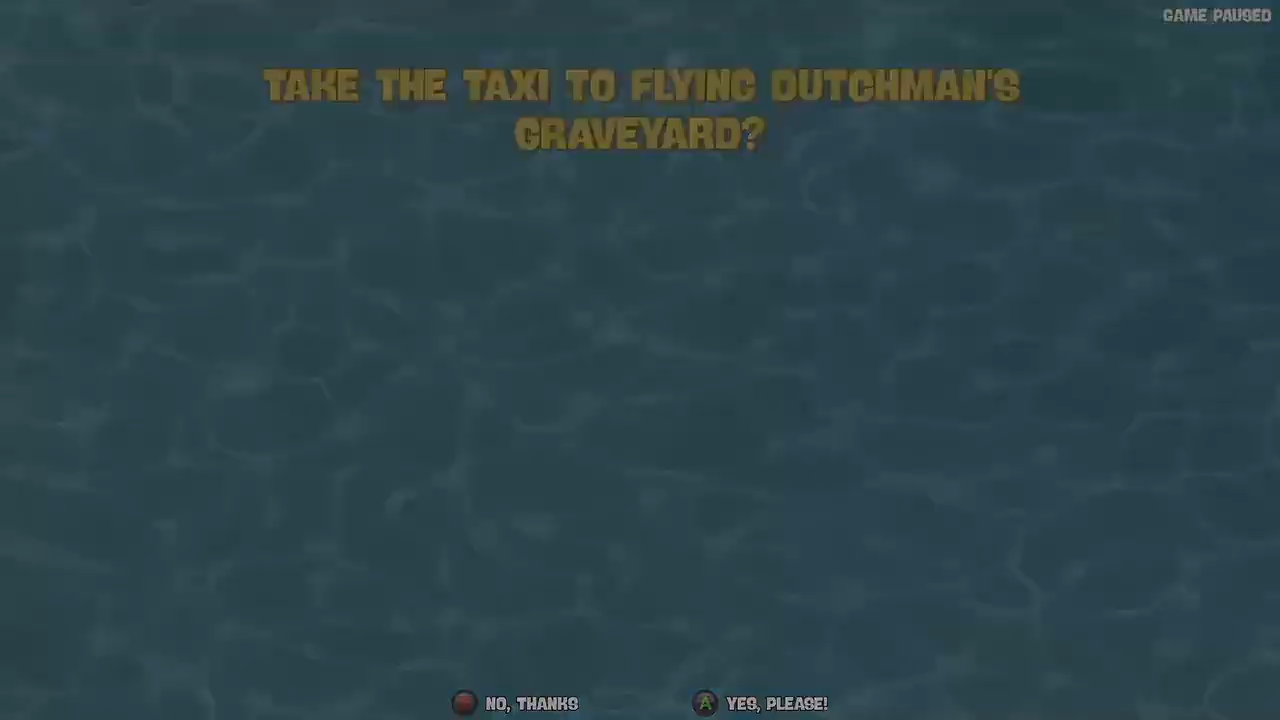 GAME PAUSED
TAKE THE TAXI TO FLYING DUTCHMAN'S
GRAVEYARD?
NO, THANKS
A YES, PLEASE!